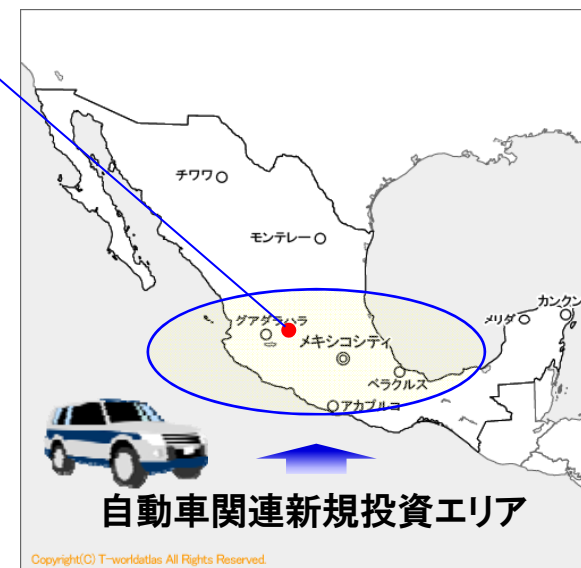 チワワ
モンテレー
カンクン
メリダ
グアダラハラ
メキシコシティ
ベラクルス
アカプルコ
自動車関連新規投資エリア
Copyright(C) T-worldatlas All Rights Reserved.